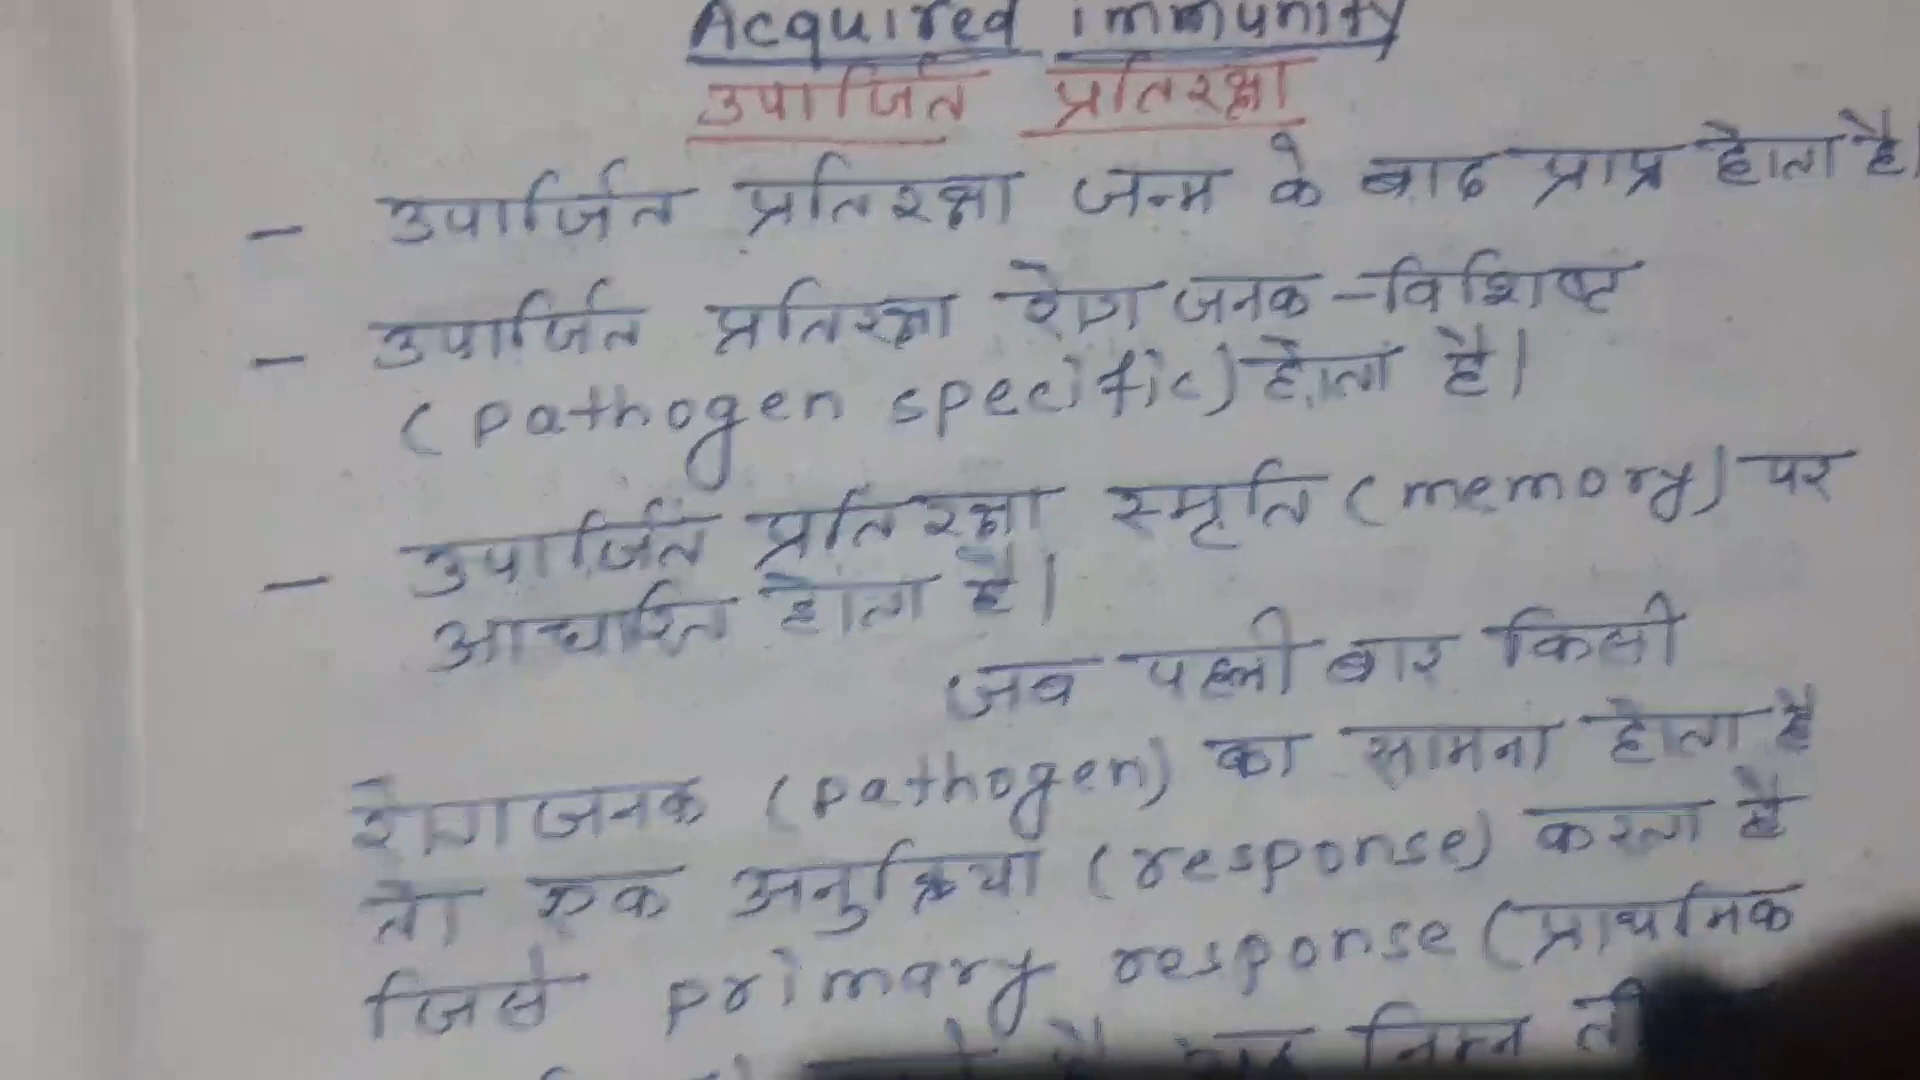 Acquired immunity
उपार्जित प्रतिरक्षा
- उपार्जित प्रतिरक्षा जन्म के बाद प्राप्त होता है।
- उपार्जित प्रतिरक्षा रोगजनक-विशिष्ट
(pathogen specific) होता है।
- उपार्जित प्रतिरक्षा स्मृति (memory) पर
आधारित होता है।
जब पहली बार किसी
रोगजनक (pathogen) का सामना होता है
तो एक अनुक्रिया (response) करता है
जिसे primary response (प्राथमिक
निम्न